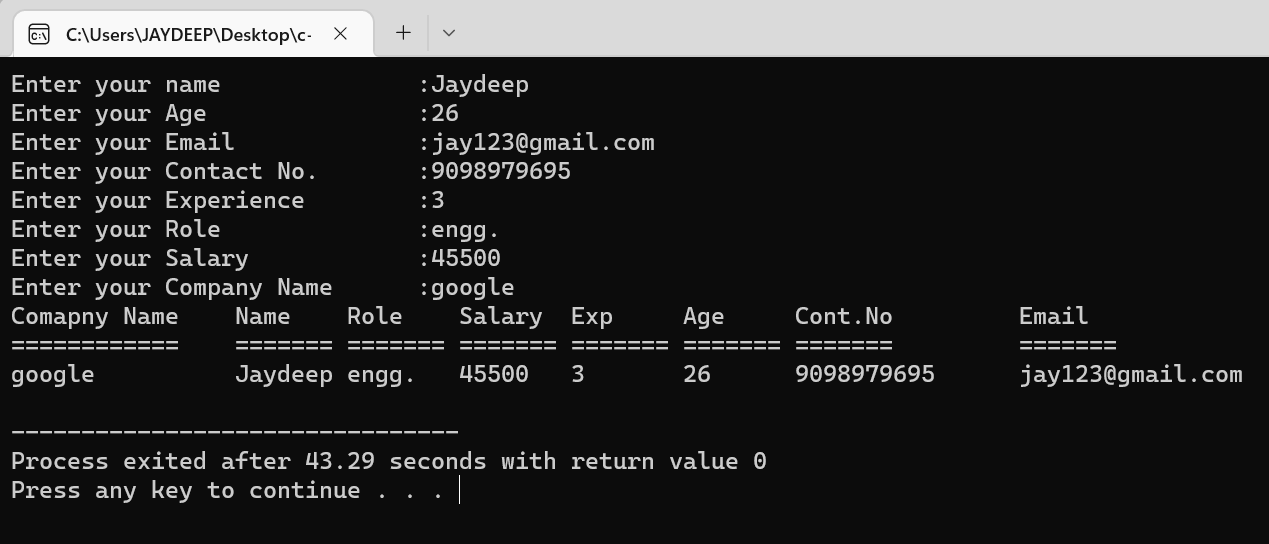 C:\Users\JAYDEEP\Desktop\c-
Enter your name :Jaydeep
Enter your Age :26
Enter your Email :jay123@gmail.com
Enter your Contact No. :9098979695
Enter your Experience :3
Enter your Role :engg.
Enter your Salary :45500
Enter your Company Name :google
Comapny Name Name Role Salary Exp Age Cont.No Email
============ ======= ======= ======= ======= ======= ======= =======
google Jaydeep engg. 45500 3 26 9098979695 jay123@gmail.com
--------------------------------
Process exited after 43.29 seconds with return value 0
Press any key to continue . . .